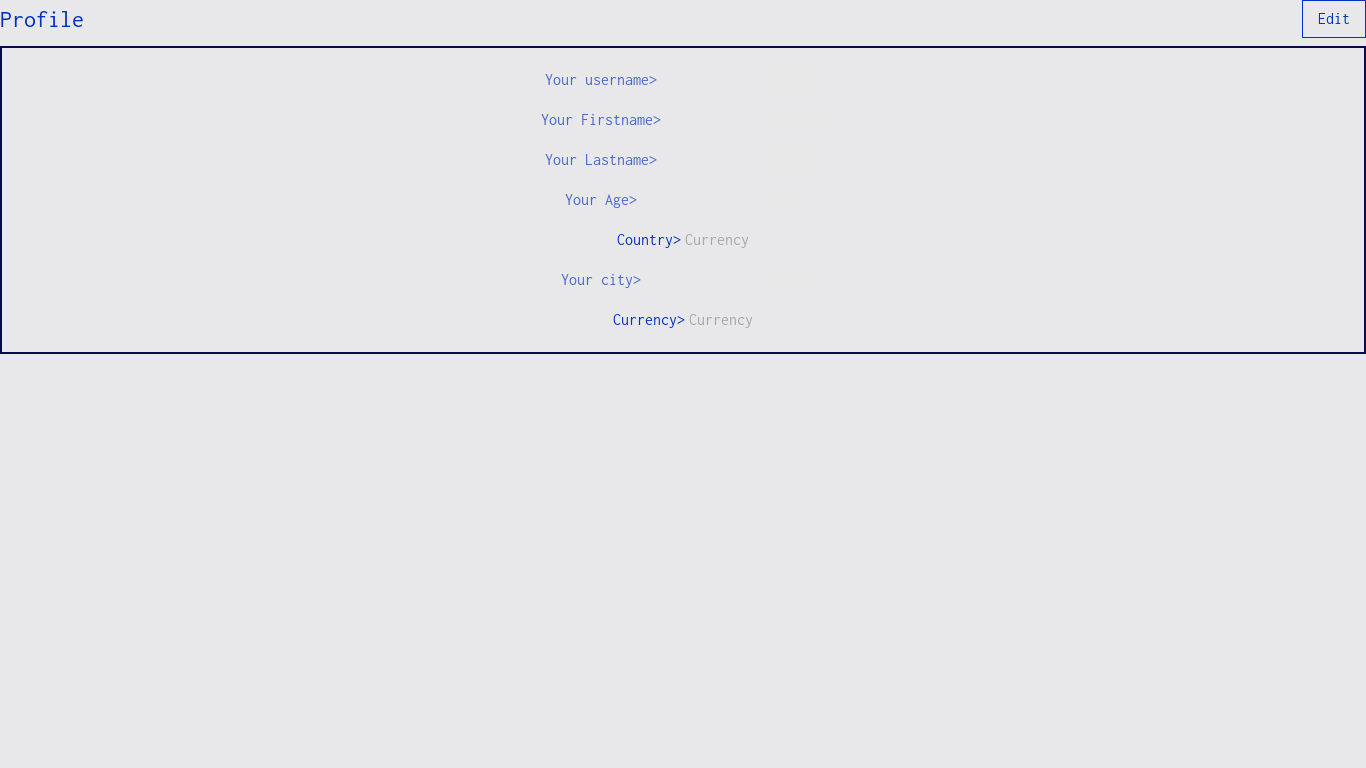 Profile
Edit
Your username>
Your Firstname>
Your Lastname>
Your Age>
Country> Currency
Your city>
Currency> Currency